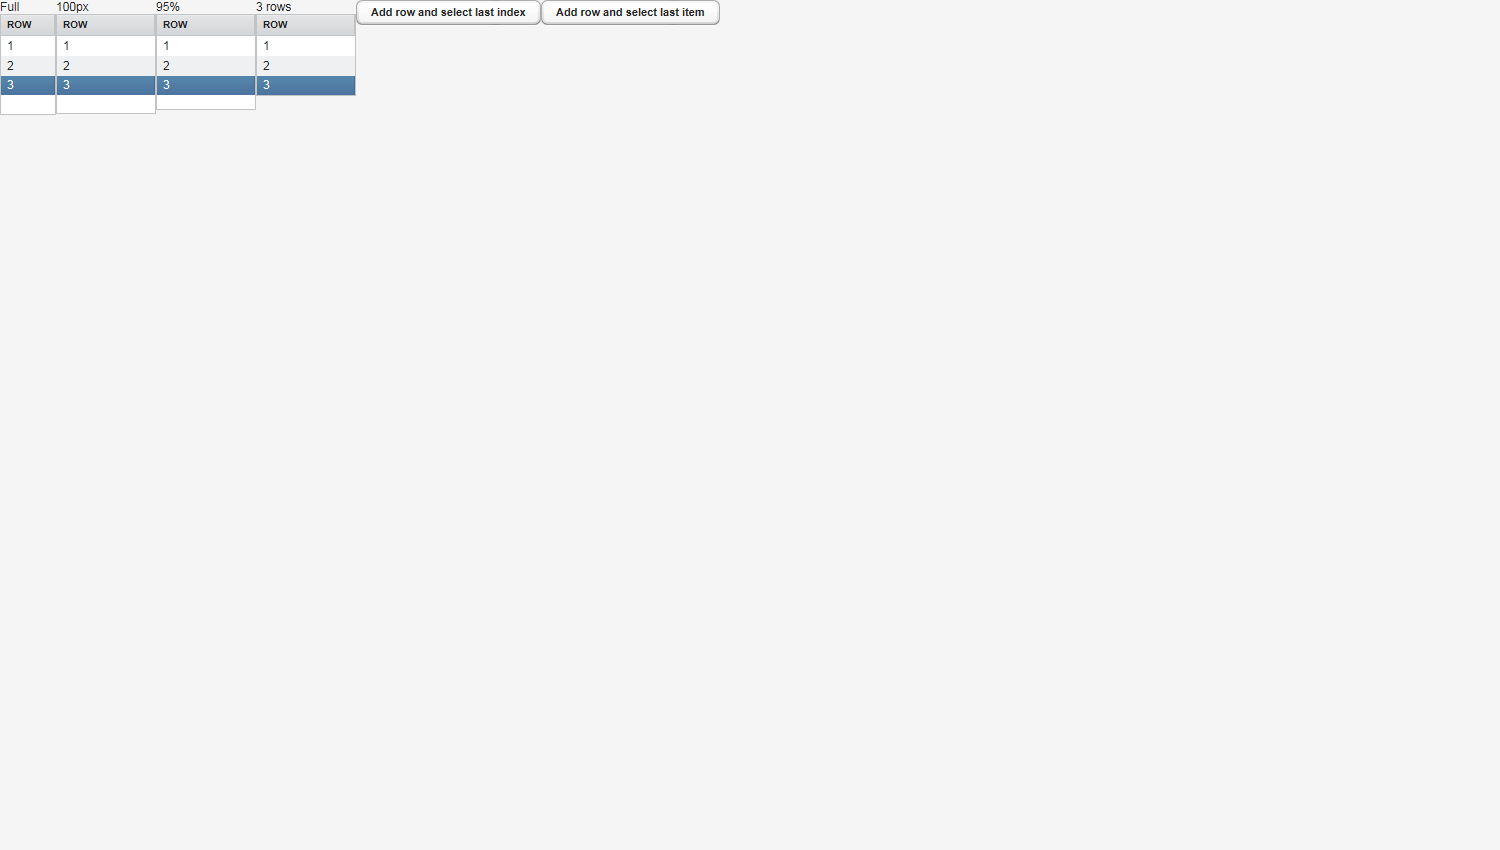 Full 100px 95% 3 rows Add row and select last index Add row and select last item
ROW ROW ROW ROW
1 1 1 1
2 2 2 2
3 3 3 3